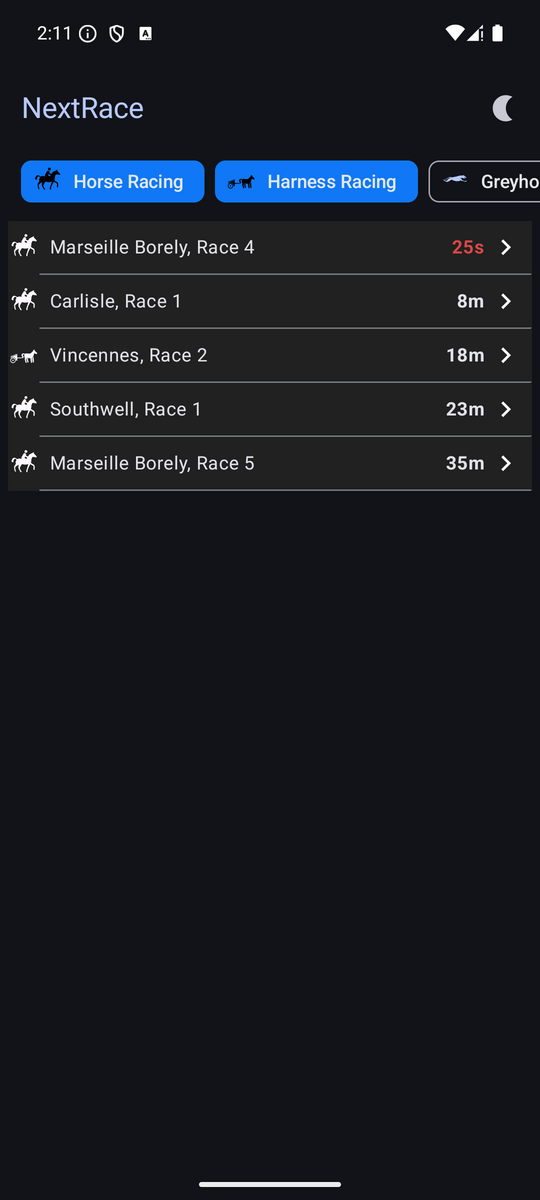 2:11
NextRace
Horse Racing Harness Racing Greyho
Marseille Borely, Race 4 25s
Carlisle, Race 1 8m
Vincennes, Race 2 18m
Southwell, Race 1 23m
Marseille Borely, Race 5 35m